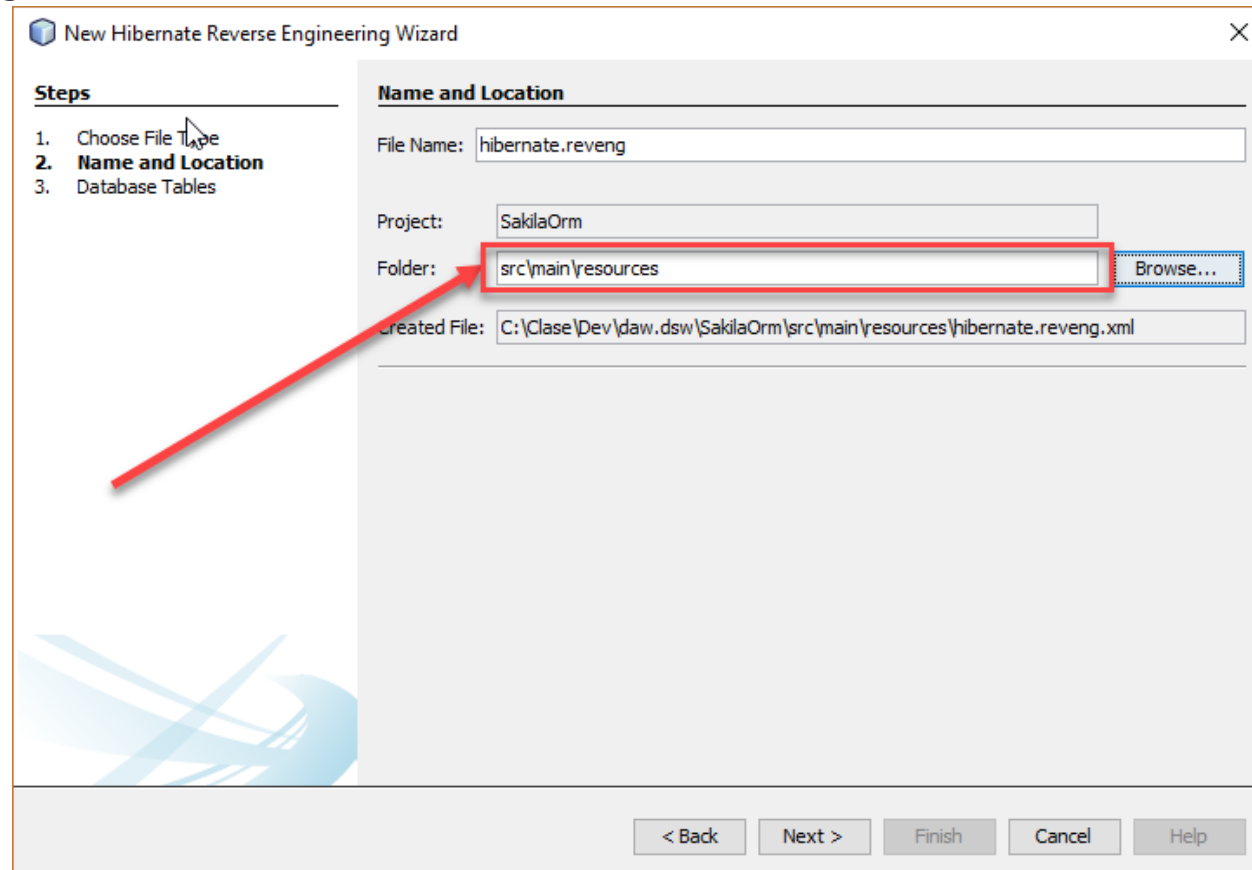 New Hibernate Reverse Engineering Wizard
Steps
1. Choose File Type
2. Name and Location
3. Database Tables
Name and Location
File Name: hibernate.reveng
Project: SakilaOrm
Folder: src\main\resources Browse...
Created File: C:\Clase\Dev\daw.dsw\SakilaOrm\src\main\resources\hibernate.reveng.xml
< Back Next > Finish Cancel Help